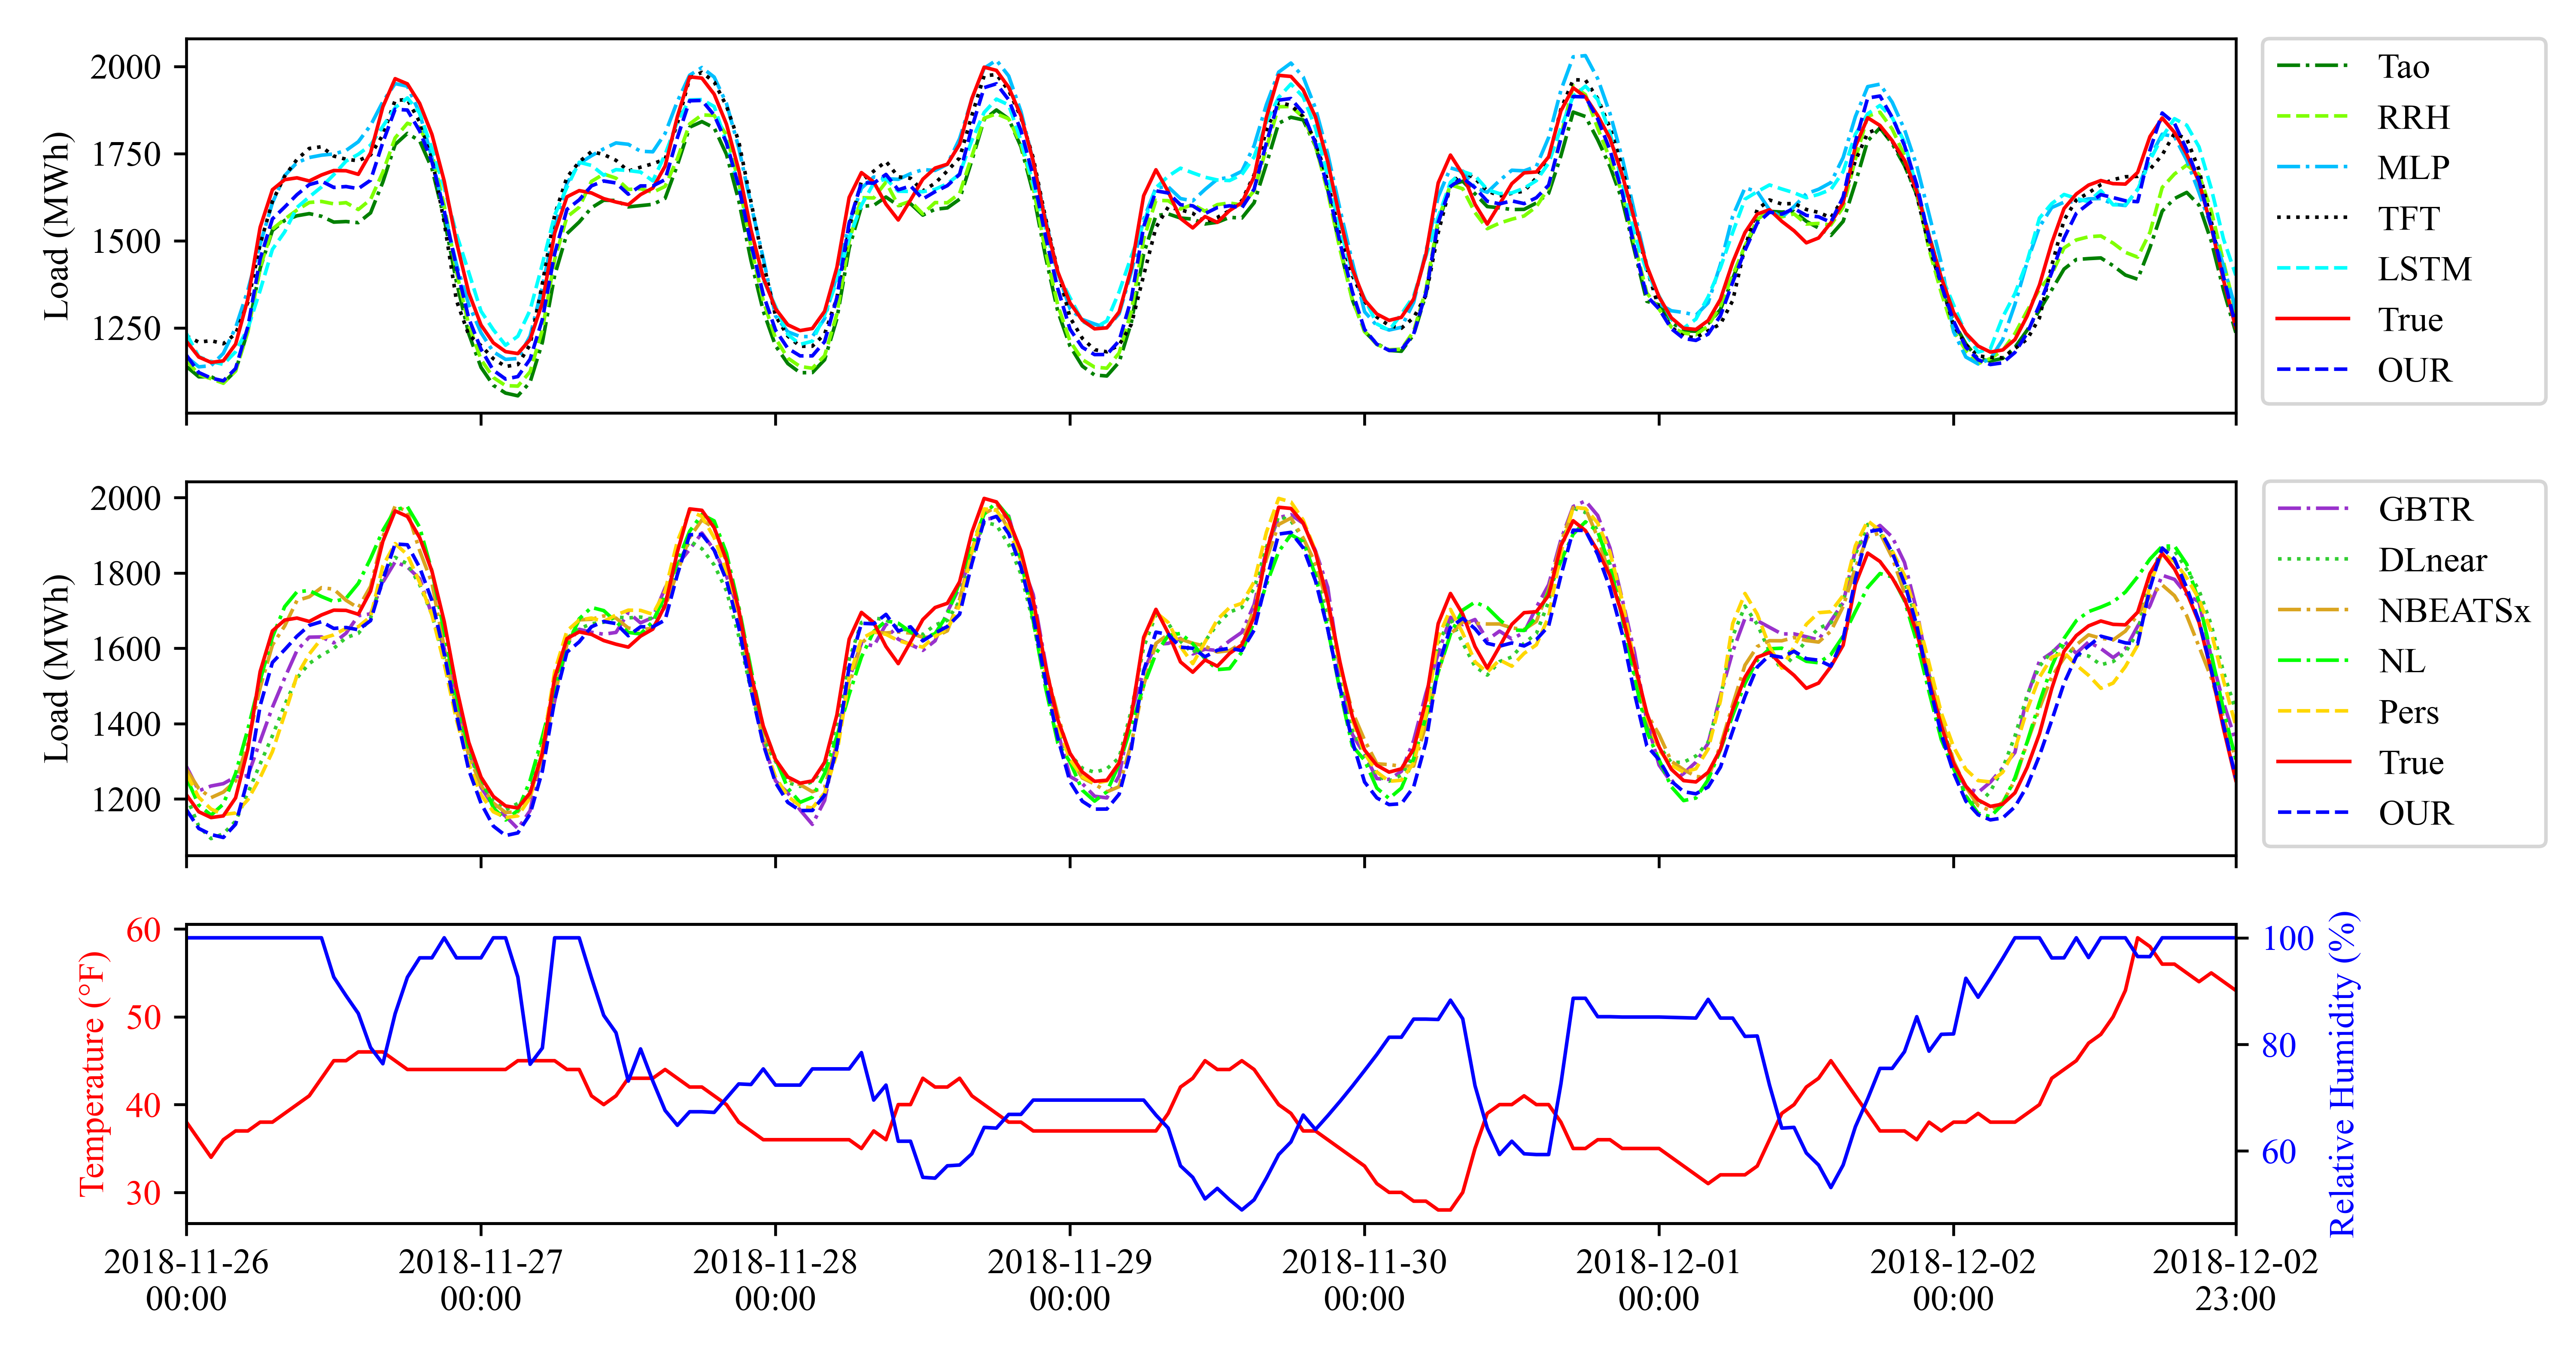 Load (MWh)
2000
1750
1500
1250
Tao
RRH
MLP
TFT
LSTM
True
OUR
Load (MWh)
2000
1800
1600
1400
1200
GBTR
DLnear
NBEATSx
NL
Pers
True
OUR
Temperature (°F)
60
50
40
30
100
80
60
Relative Humidity (%)
2018-11-26
00:00
2018-11-27
00:00
2018-11-28
00:00
2018-11-29
00:00
2018-11-30
00:00
2018-12-01
00:00
2018-12-02
00:00
2018-12-02
23:00